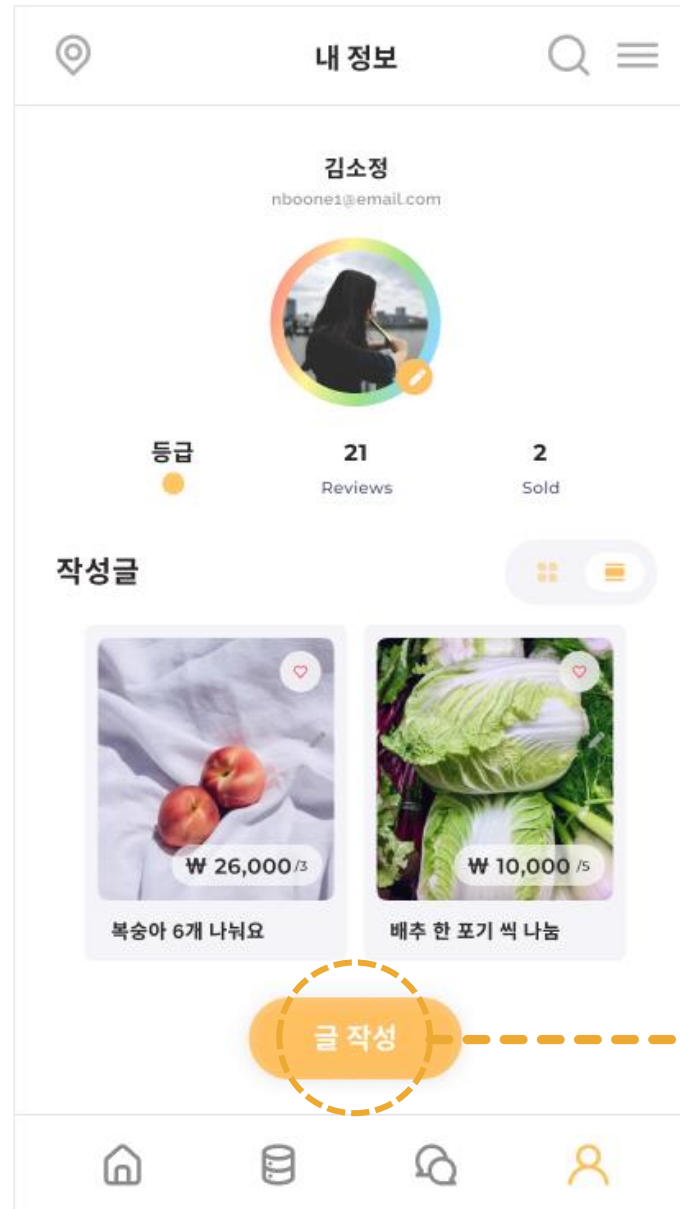 내 정보
김소정
nboone1@email.com
등급
21
2
Reviews
Sold
작성글
₩ 26,000 /3
₩ 10,000 /5
복숭아 6개 나눠요
배추 한 포기 씩 나눔
글 작성